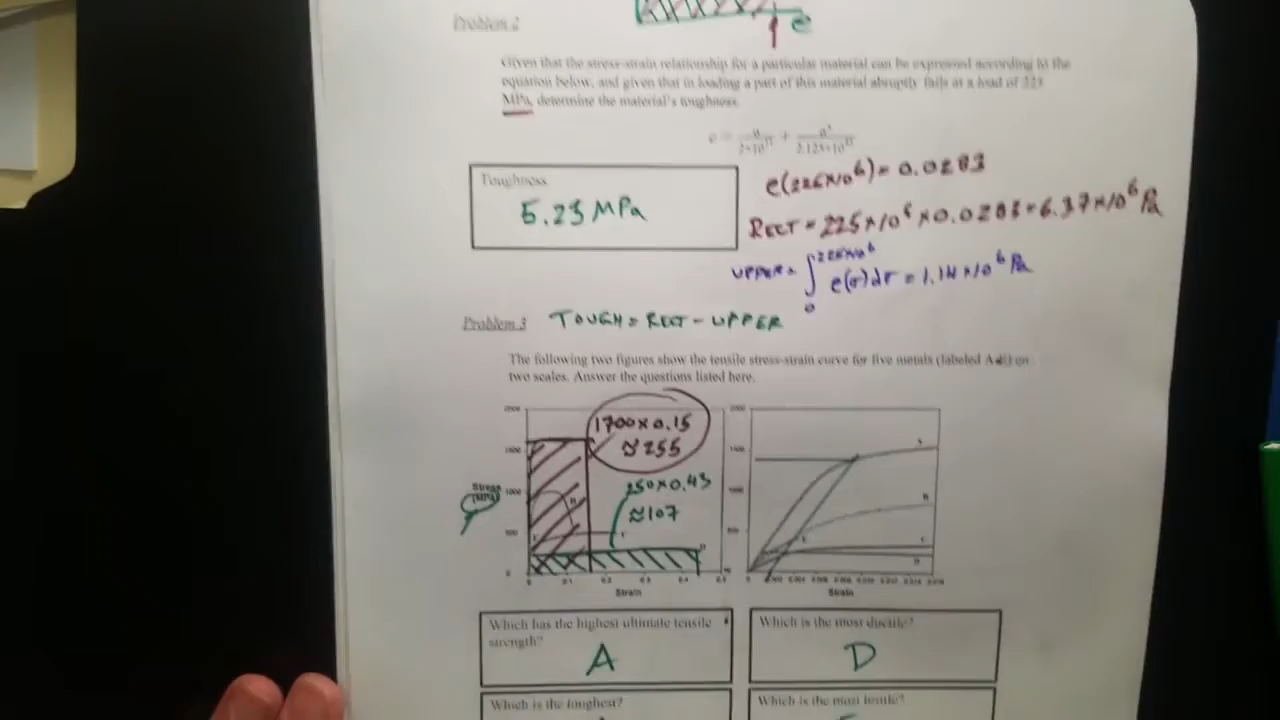 e
Problem 2
Given that the stress-strain relationship for a particular material can be expressed according to the
equation below, and given that in loading a part of this material abruptly fails at a load of 225
MPa, determine the material's toughness.
Toughness
5.23 MPa
RECT = 225×10⁶ × 0.0283 = 6.37×10⁶ Pa
e(σ)dσ = 1.14×10⁶ Pa
0
Problem 3
TOUGH = RECT - UPPER
The following two figures show the tensile stress-strain curve for five metals (labeled A-E) on
two scales. Answer the questions listed here.
1700×0.15
≈255
250×0.43
≈107
Stress
(MPa)
Strain
Strain
Which has the highest ultimate tensile
strength?
A
Which is the most ductile?
D
Which is the toughest?
Which is the most